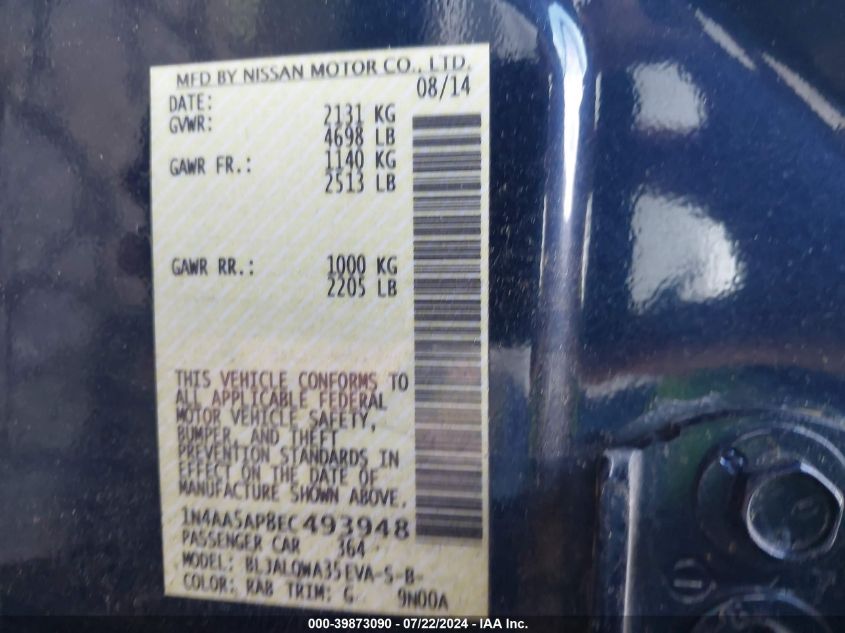 MFD BY NISSAN MOTOR CO., LTD.
DATE: 08/14
GVWR: 2131 KG
4698 LB
GAWR FR.: 1140 KG
2513 LB
GAWR RR.: 1000 KG
2205 LB
THIS VEHICLE CONFORMS TO
ALL APPLICABLE FEDERAL
MOTOR VEHICLE SAFETY,
BUMPER, AND THEFT
PREVENTION STANDARDS IN
EFFECT ON THE DATE OF
MANUFACTURE SHOWN ABOVE.
1N4AA5AP8EC493948
PASSENGER CAR 364
MODEL: BLJALQWA35EVA-S-B-
COLOR: RAB TRIM: G 9N00A
000-39873090 - 07/22/2024 - IAA Inc.